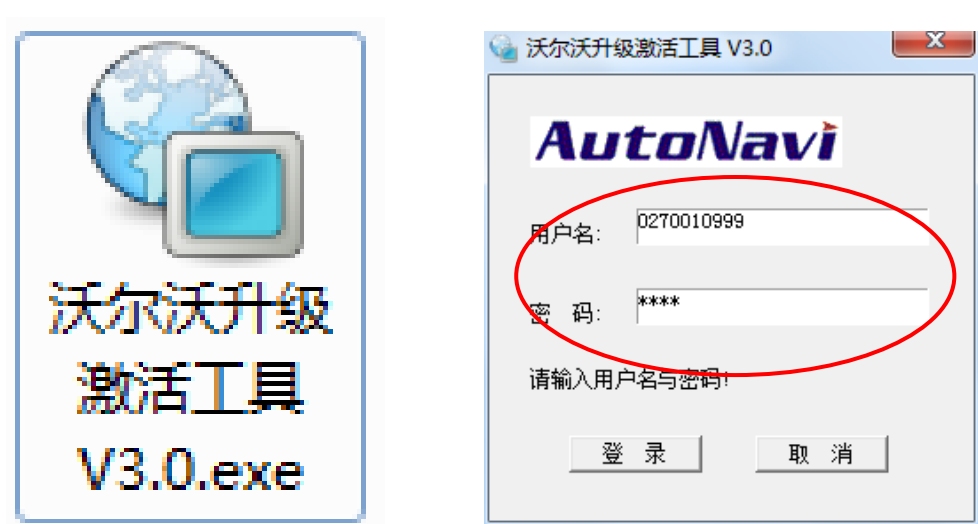 沃尔沃升级
激活工具
V3.0.exe
沃尔沃升级激活工具 V3.0
X
AutoNavi
用户名: 0270010999
密 码: ****
请输入用户名与密码!
登 录 取 消